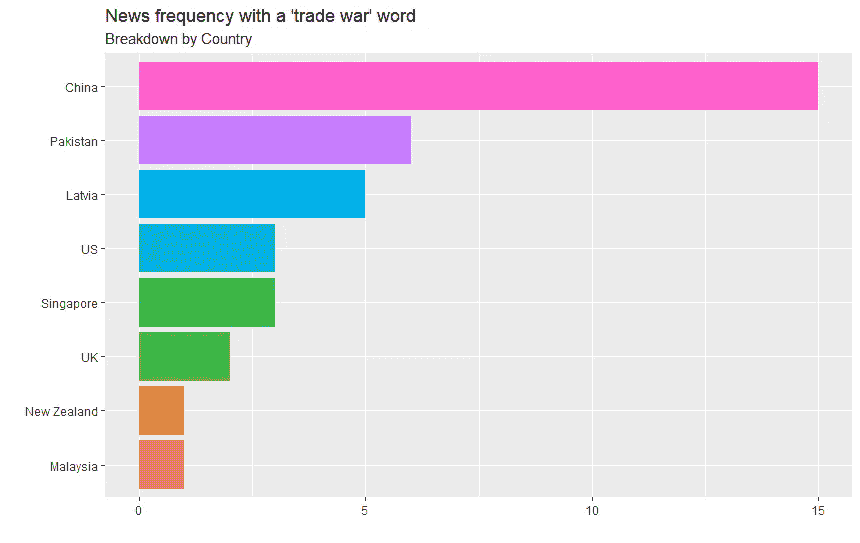 News frequency with a 'trade war' word
Breakdown by Country
China
Pakistan
Latvia
US
Singapore
UK
New Zealand
Malaysia
0 5 10 15